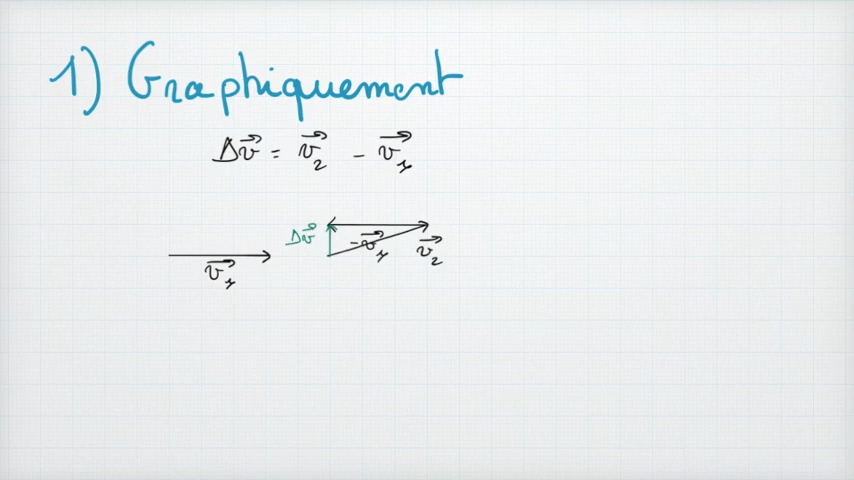 1) Graphiquement
Δv⃗ = v⃗₂ - v⃗₁
Δv⃗ -v⃗₁ v⃗₂
v⃗₁